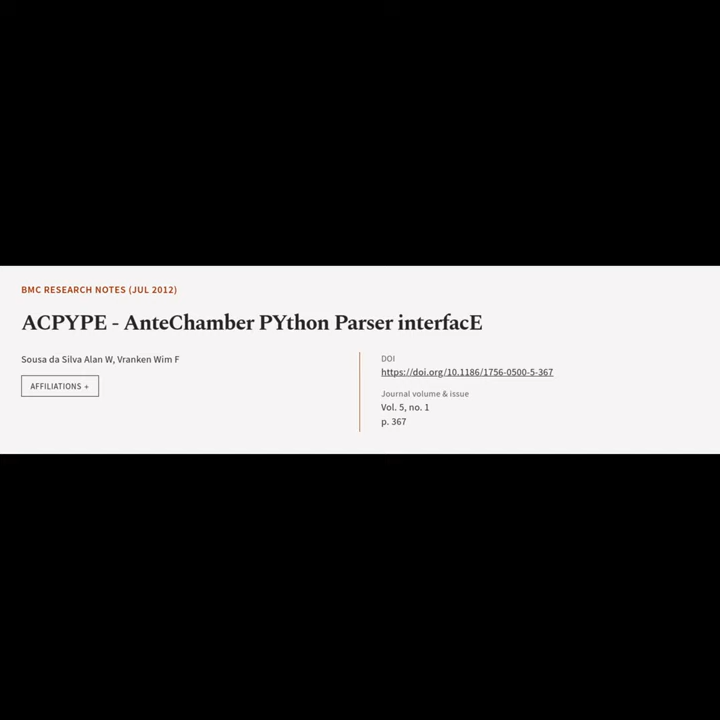 BMC RESEARCH NOTES (JUL 2012)
ACPYPE - AnteChamber PYthon Parser interfacE
Sousa da Silva Alan W, Vranken Wim F
AFFILIATIONS +
DOI
https://doi.org/10.1186/1756-0500-5-367
Journal volume & issue
Vol. 5, no. 1
p. 367